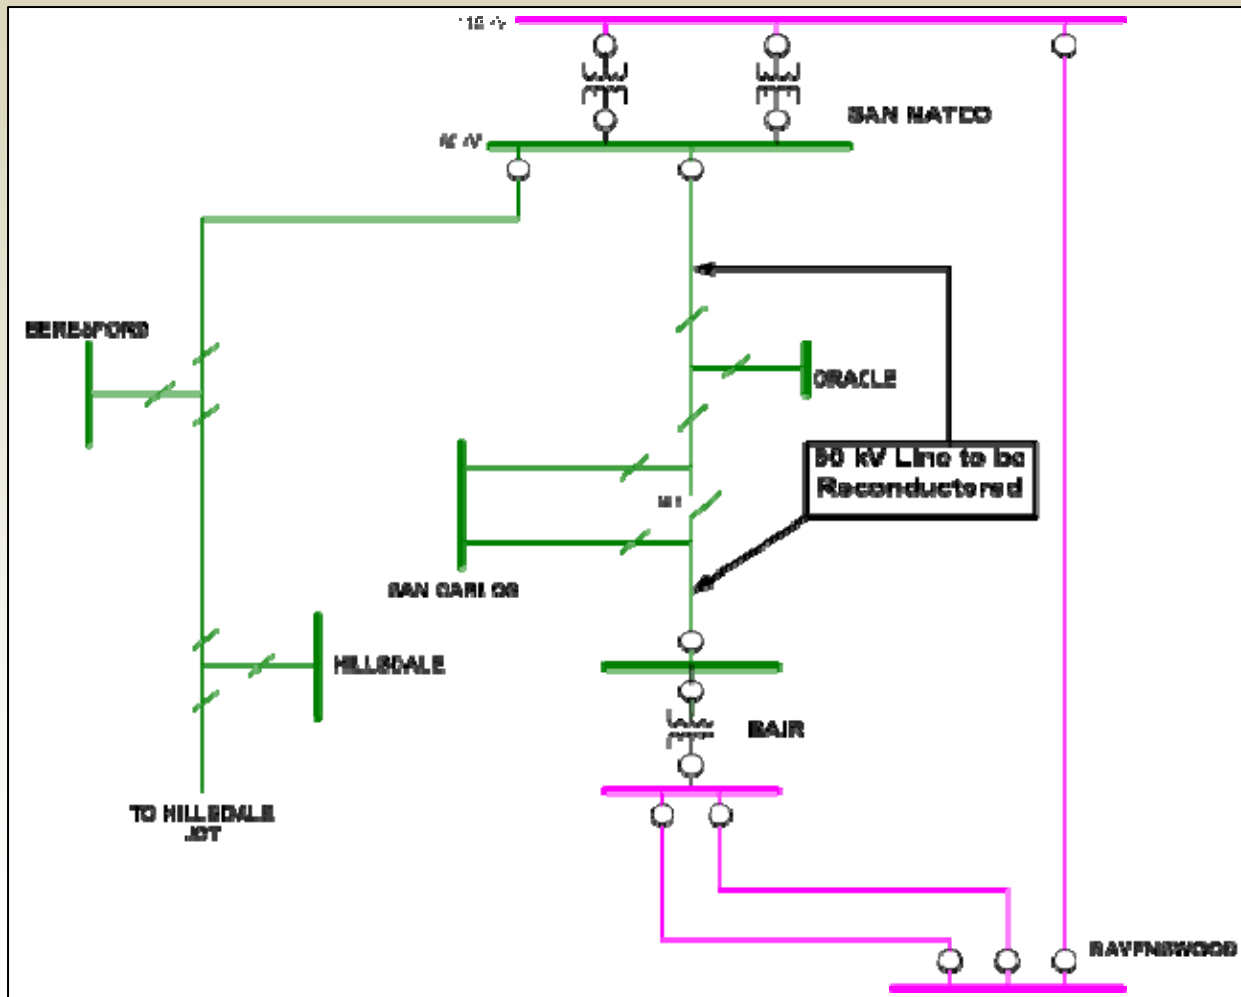 SAN MATEO
BERESFORD
ORACLE
60 kV Line to be
Reconductored
SAN CARLOS
HILLSDALE
BAIR
TO HILLSDALE
JCT
RAVENSWOOD